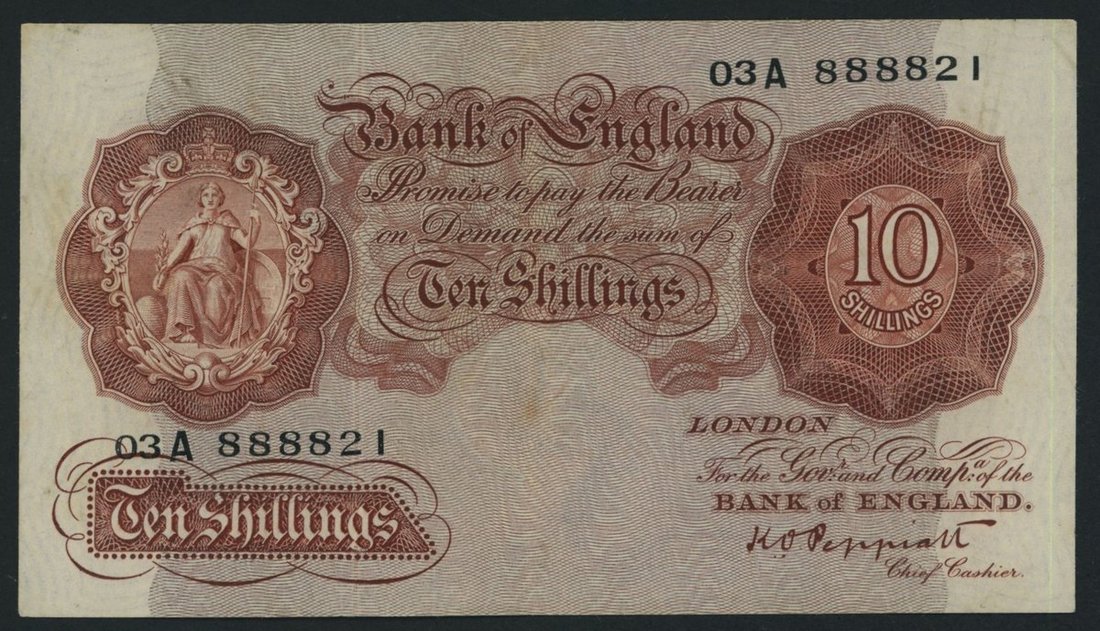 03A 888821
Bank of England
Promise to pay the Bearer
on Demand the sum of
Ten Shillings
10
SHILLINGS
03A 888821
Ten Shillings
LONDON
For the Govr. and Compa. of the
BANK of ENGLAND.
K O Peppiatt
Chief Cashier.